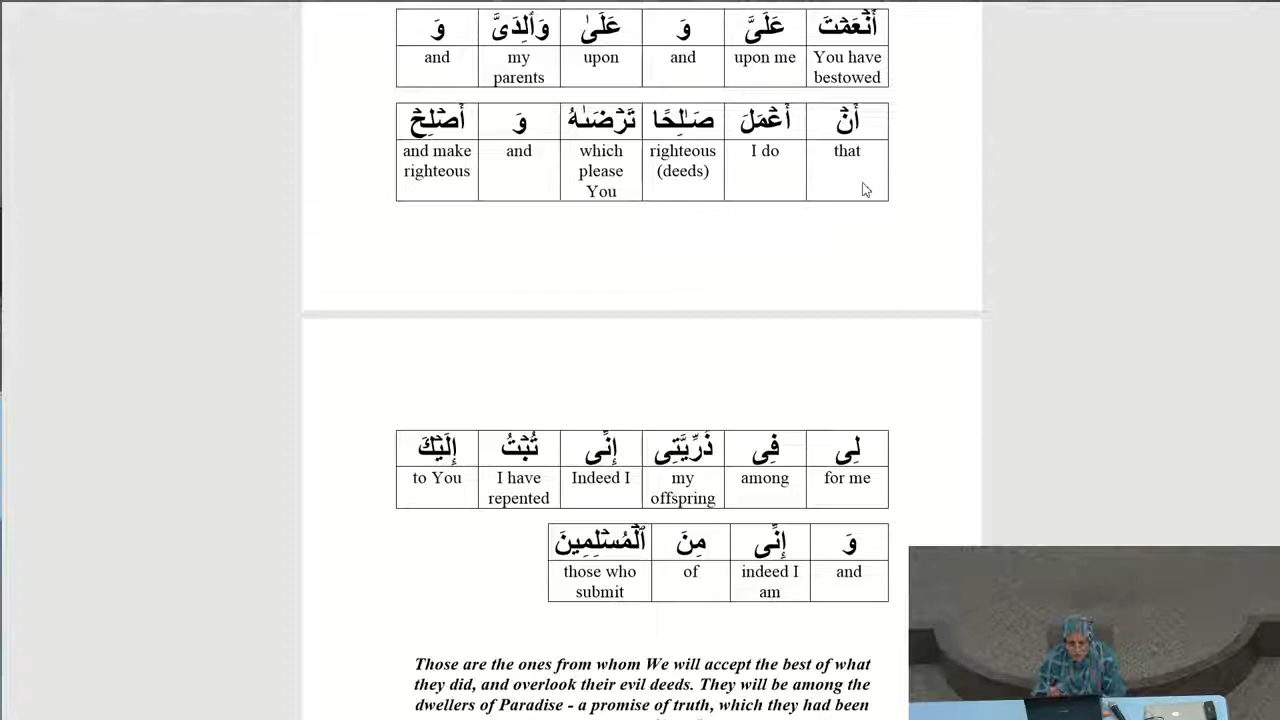 أَنۡعَمۡتَ عَلَىَّ وَ عَلَىٰ وَٲلِدَىَّ وَ
You have bestowed upon me and upon my parents and
أَنۡ أَعۡمَلَ صَـٰلِحًا تَرۡضَٮٰهُ وَ أَصۡلِحۡ
that I do righteous (deeds) which please You and and make righteous
لِى فِى ذُرِّيَّتِى إِنِّى تُبۡتُ إِلَيۡكَ
for me among my offspring Indeed I I have repented to You
وَ إِنِّى مِنَ ٱلۡمُسۡلِمِينَ
and indeed I am of those who submit
Those are the ones from whom We will accept the best of what
they did, and overlook their evil deeds. They will be among the
dwellers of Paradise - a promise of truth, which they had been